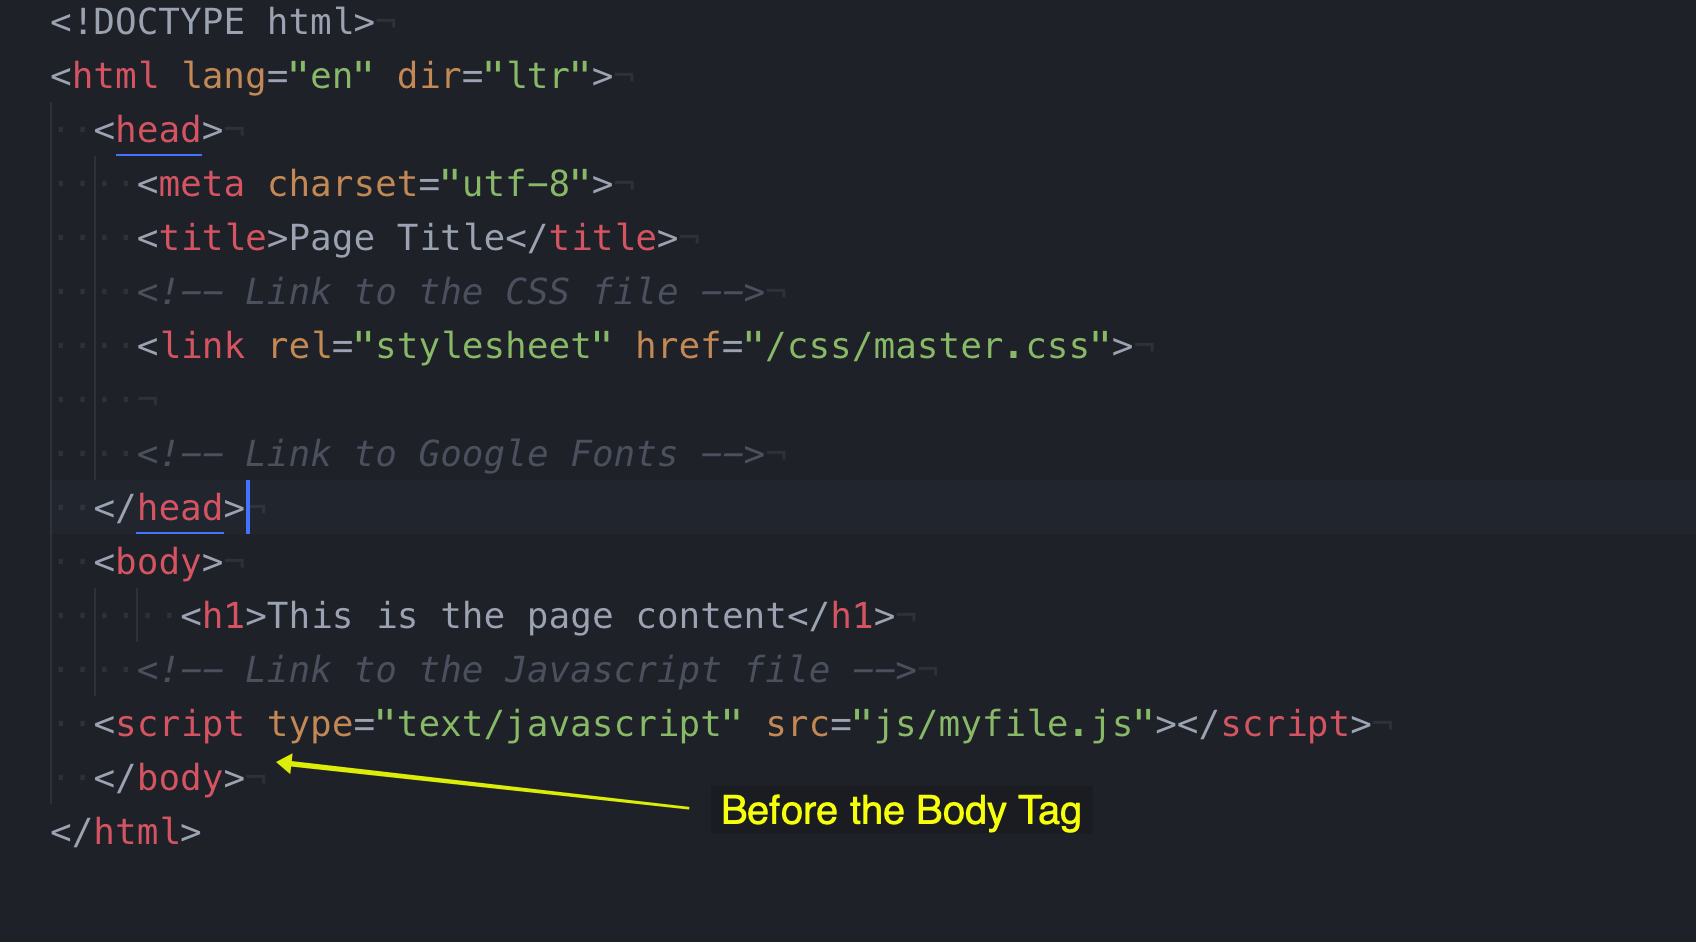 <!DOCTYPE html>
<html lang="en" dir="ltr">
<head>
<meta charset="utf-8">
<title>Page Title</title>
<!-- Link to the CSS file -->
<link rel="stylesheet" href="/css/master.css">
<!-- Link to Google Fonts -->
</head>
<body>
<h1>This is the page content</h1>
<!-- Link to the Javascript file -->
<script type="text/javascript" src="js/myfile.js"></script>
</body>
Before the Body Tag
</html>